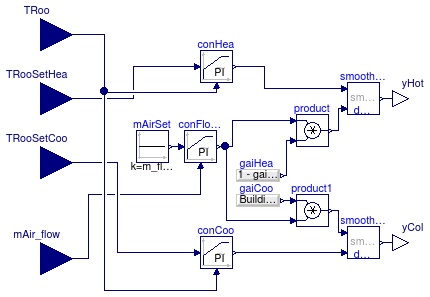 TRoo
TRooSetHea
TRooSetCoo
mAir_flow
conHea
PI
mAirSet
k=m_fl...
conFlo...
PI
conCoo
PI
product
gaiHea
1 - gai...
gaiCoo
Buildi...
product1
smooth...
sm...
d...
yHot
smooth...
sm...
d...
yCol